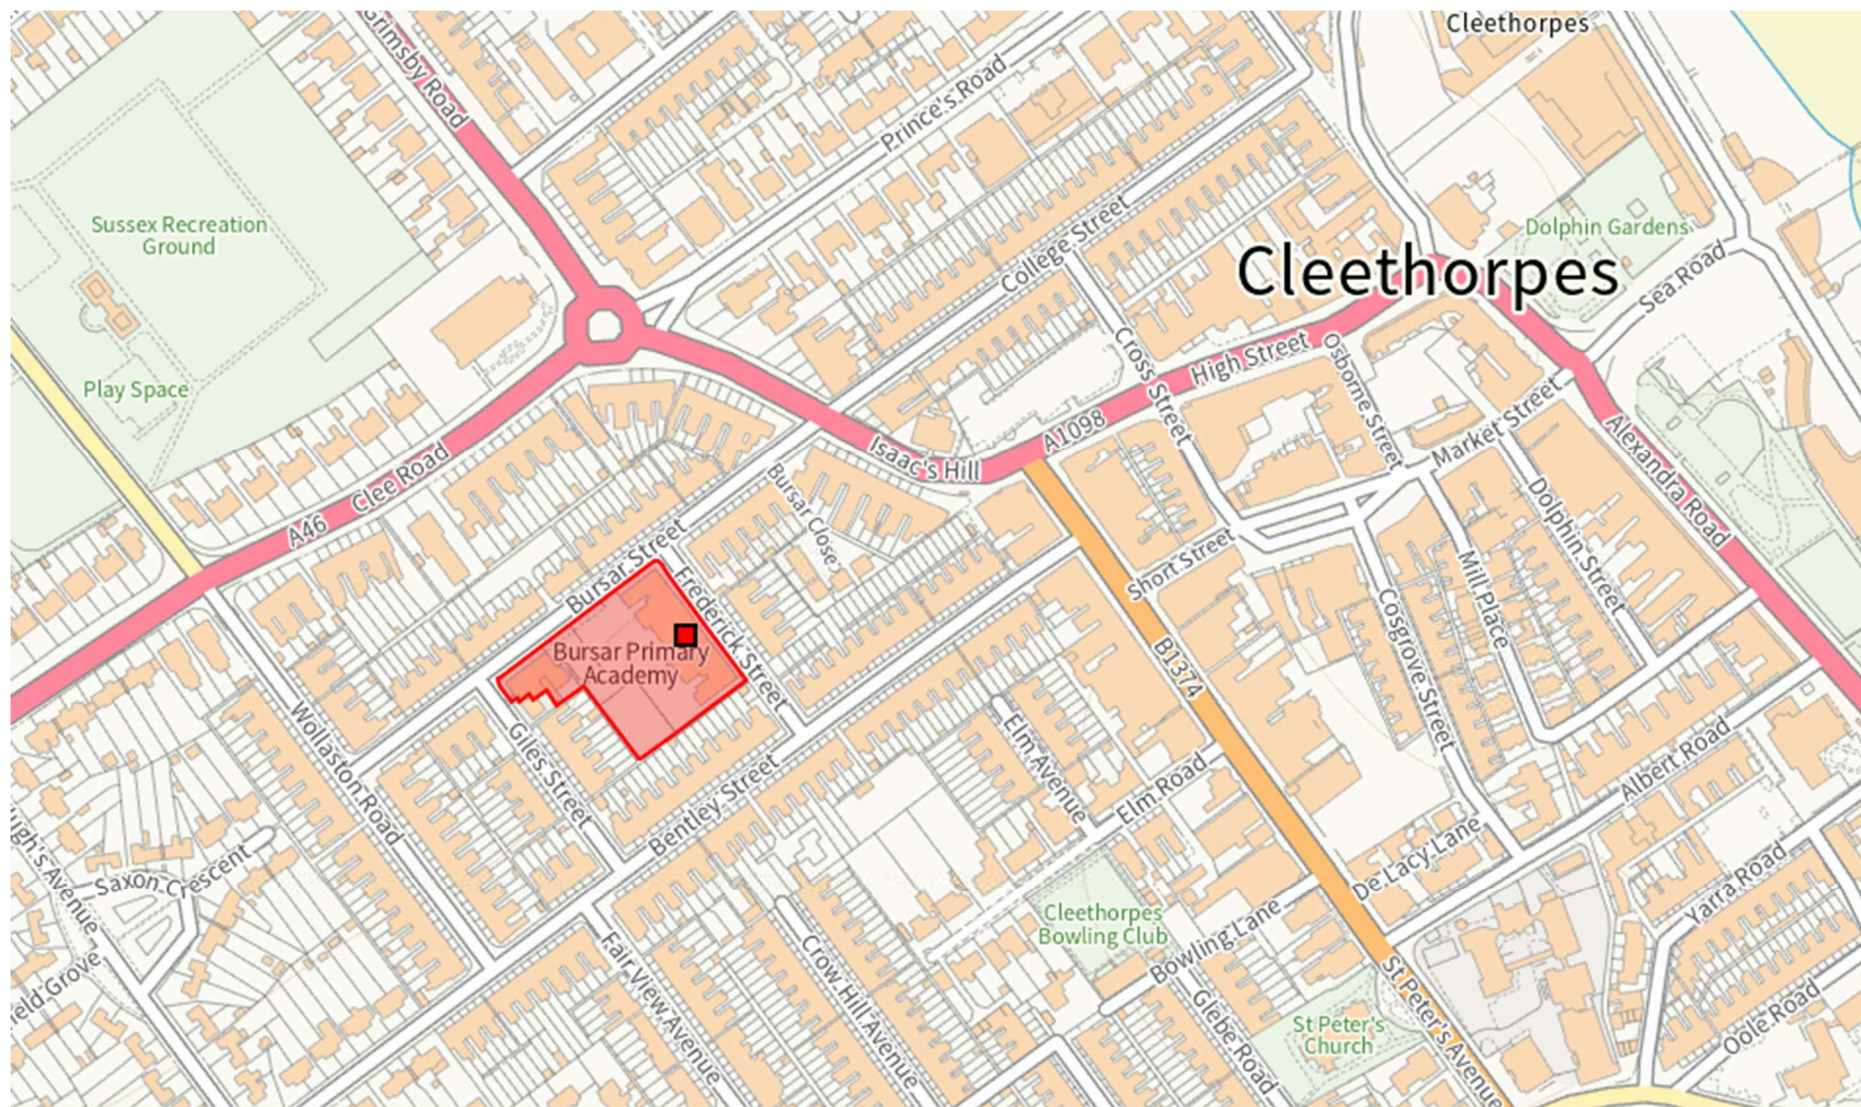 Cleethorpes
Grimsby Road
Prince's Road
Sussex Recreation
Ground
College Street
Dolphin Gardens
Cleethorpes
Sea Road
Play Space
Cross Street
High Street
Osborne Street
A1098
Market Street
Isaac's Hill
Alexandra Road
A46
Clee Road
Bursar Close
Dolphin Street
Bursar Street
Short Street
Mill Place
Frederick Street
Cosgrove Street
Bursar Primary
Academy
B1374
Wollaston Road
Giles Street
Elm Avenue
Albert Road
Bentley Street
Elm Road
De Lacy Lane
Saxon Crescent
Yarra Road
ugh's Avenue
Cleethorpes
Bowling Club
Bowling Lane
Fair View Avenue
Crow Hill Avenue
St Peter's Avenue
ield Grove
Glebe Road
St Peter's
Church
Oole Road